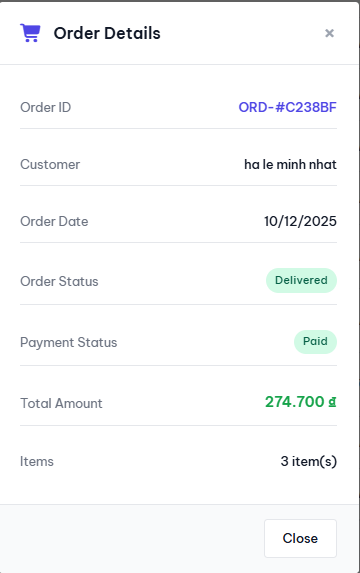 Order Details ×
Order ID ORD-#C238BF
Customer ha le minh nhat
Order Date 10/12/2025
Order Status Delivered
Payment Status Paid
Total Amount 274.700 ₫
Items 3 item(s)
Close